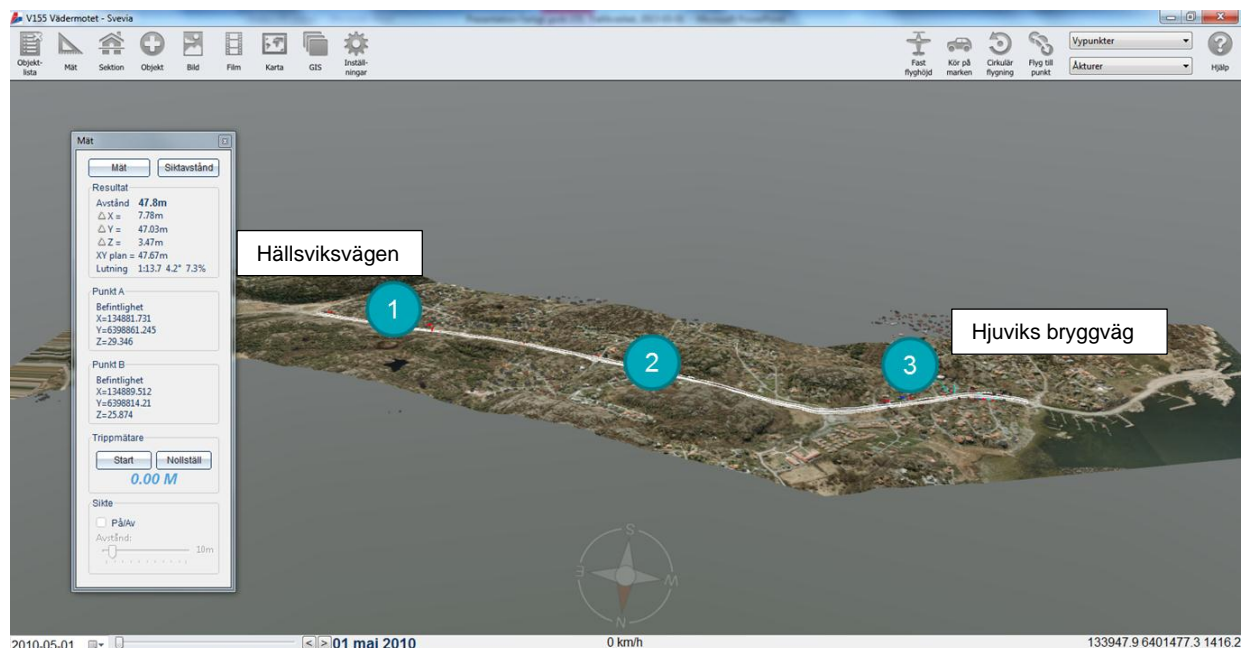 V155 Vädermotet - Svevia
Objekt-
lista
Mät
Sektion
Objekt
Bild
Film
Karta
GIS
Inställ-
ningar
Fast
flyghöjd
Kör på
marken
Cirkulär
flygning
Flyg till
punkt
Vypunkter
Åkturer
Hjälp
Mät
Mät Siktavstånd
Resultat
Avstånd 47.8m
△ X = 7.78m
△ Y = 47.03m
△ Z = 3.47m
XY plan = 47.67m
Lutning 1:13.7 4.2° 7.3%
Punkt A
Befintlighet
X=134881.731
Y=6398861.245
Z=29.346
Punkt B
Befintlighet
X=134889.512
Y=6398814.21
Z=25.874
Trippmätare
Start Nollställ
0.00 M
Sikte
På/Av
Avstånd:
10m
Hällsviksvägen
1
2
3
Hjuviks bryggväg
S
E
W
N
2010-05-01
< > 01 maj 2010
0 km/h
133947.9 6401477.3 1416.2